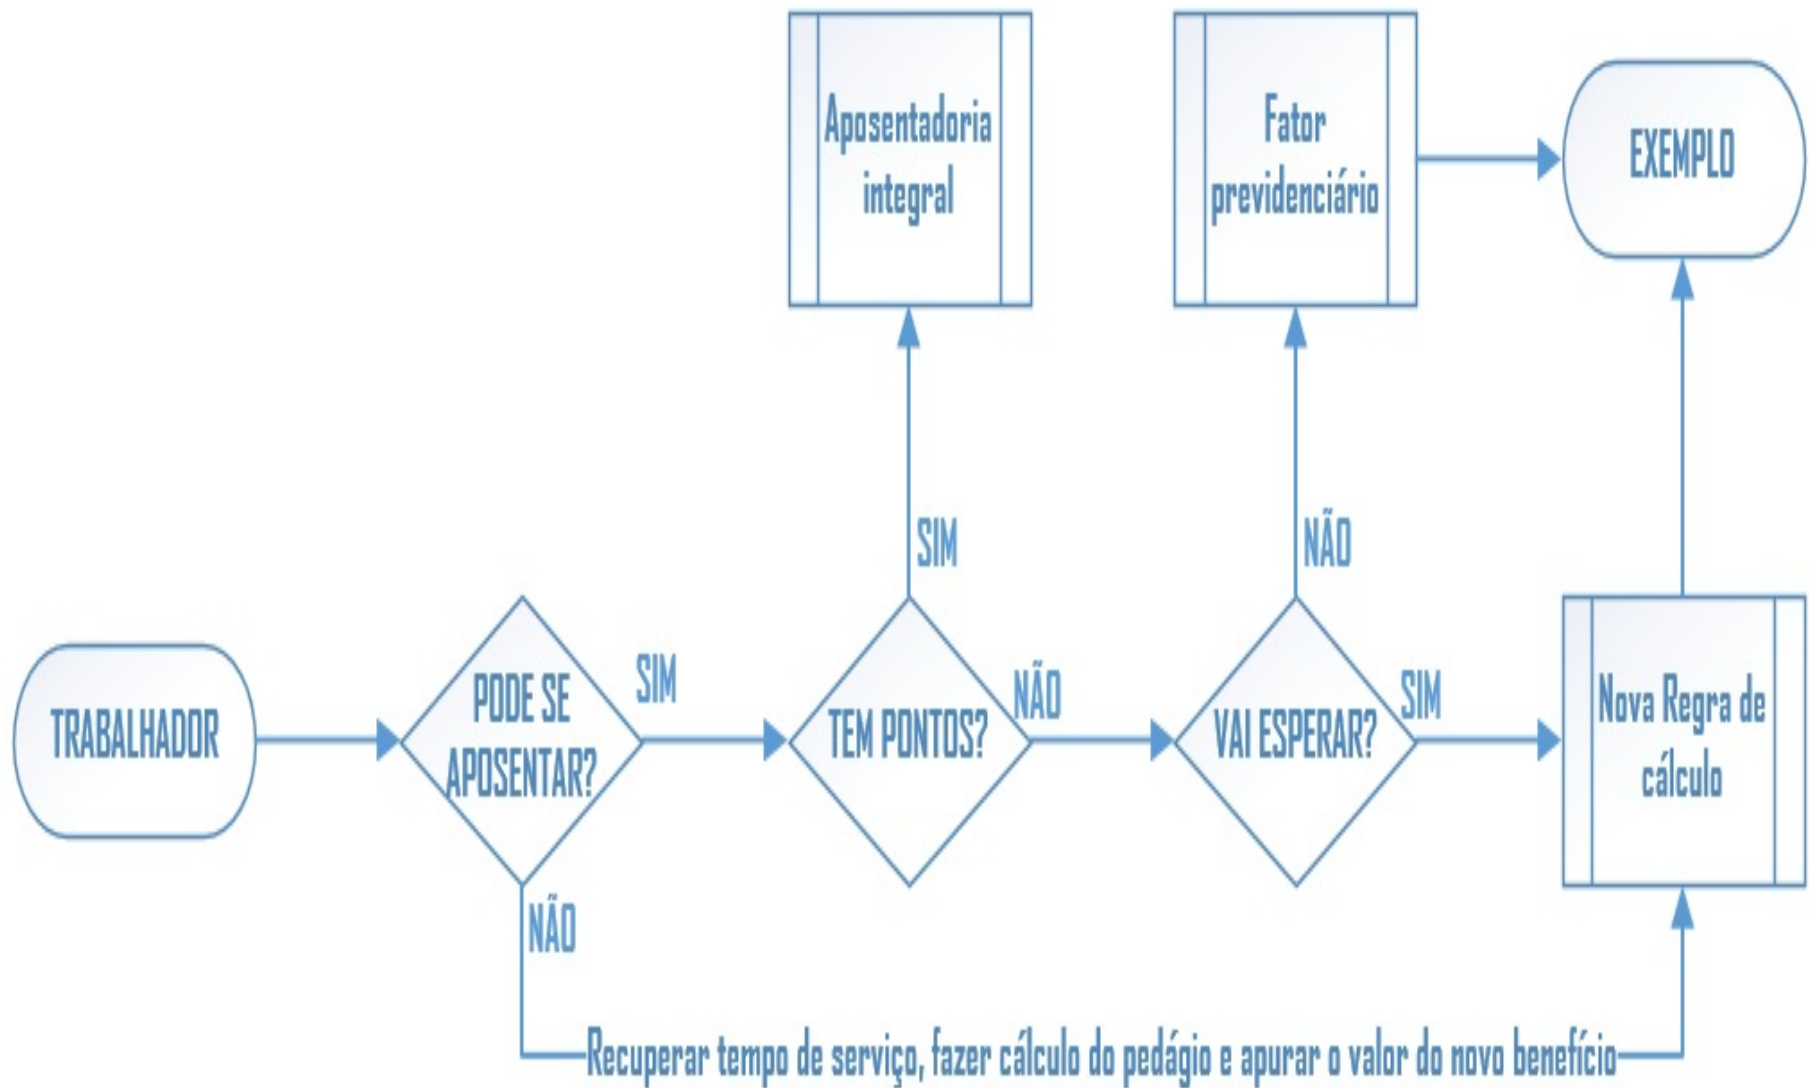 Aposentadoria
integral
Fator
previdenciário
EXEMPLO
SIM
NÃO
TRABALHADOR
PODE SE
APOSENTAR?
SIM
TEM PONTOS?
NÃO
VAI ESPERAR?
SIM
Nova Regra de
cálculo
NÃO
Recuperar tempo de serviço, fazer cálculo do pedágio e apurar o valor do novo benefício